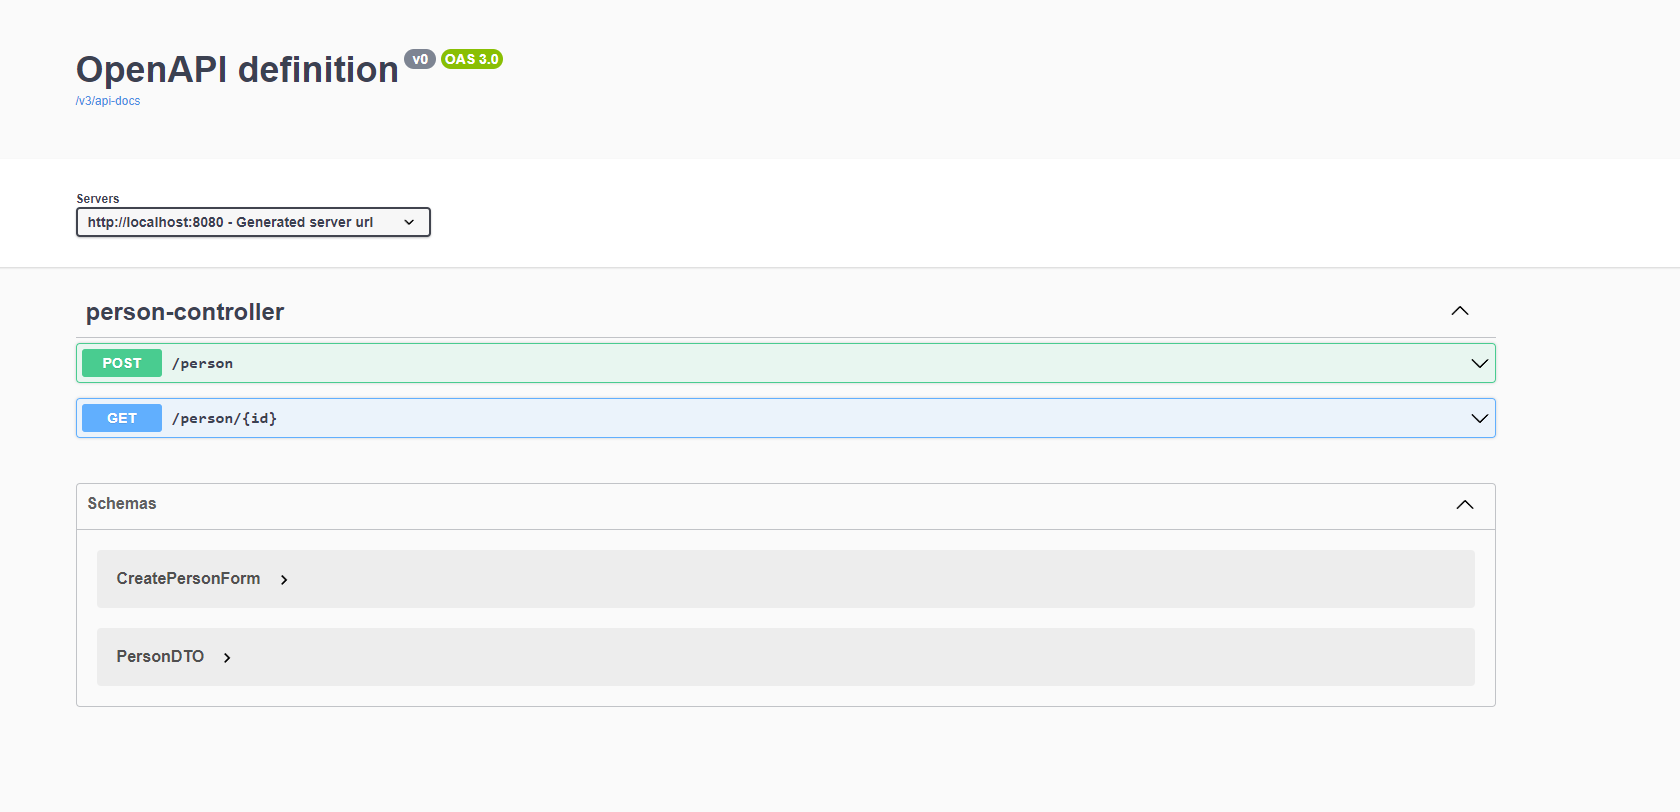 OpenAPI definition v0 OAS 3.0
/v3/api-docs
Servers
http://localhost:8080 - Generated server url
person-controller
POST /person
GET /person/{id}
Schemas
CreatePersonForm
PersonDTO